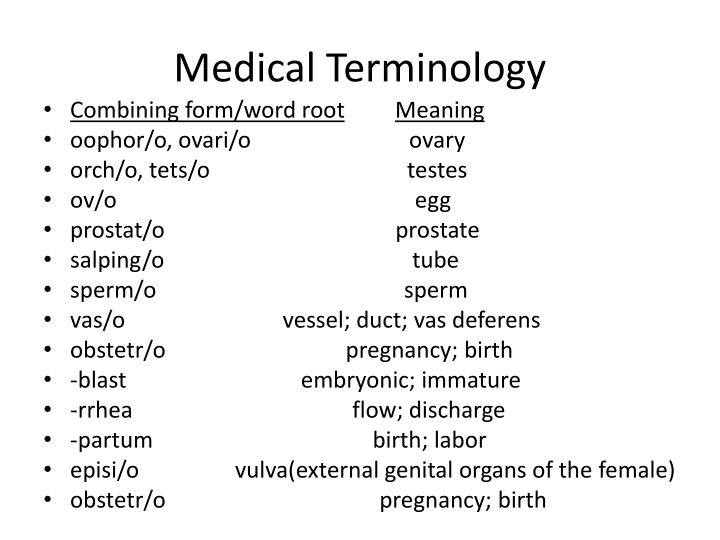 Medical Terminology
• Combining form/word root Meaning
• oophor/o, ovari/o ovary
• orch/o, tets/o testes
• ov/o egg
• prostat/o prostate
• salping/o tube
• sperm/o sperm
• vas/o vessel; duct; vas deferens
• obstetr/o pregnancy; birth
• -blast embryonic; immature
• -rrhea flow; discharge
• -partum birth; labor
• episi/o vulva(external genital organs of the female)
• obstetr/o pregnancy; birth